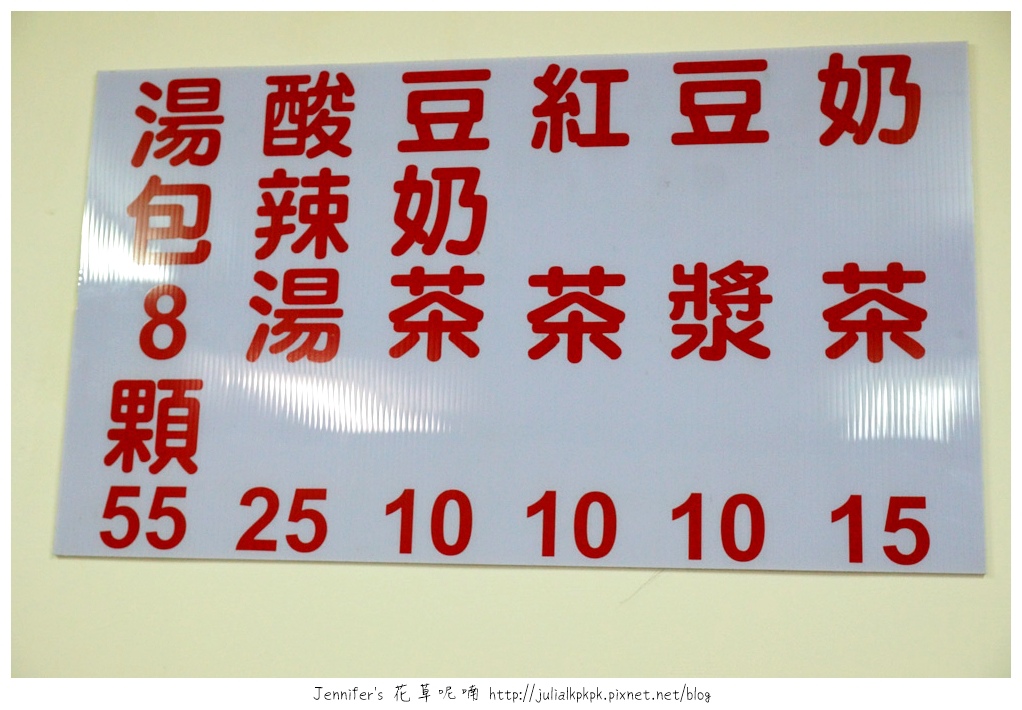 湯包8顆 55
酸辣湯 25
豆奶茶 10
紅茶 10
豆漿 10
奶茶 15
Jennifer's 花草呢喃 http://julialkpkpk.pixnet.net/blog